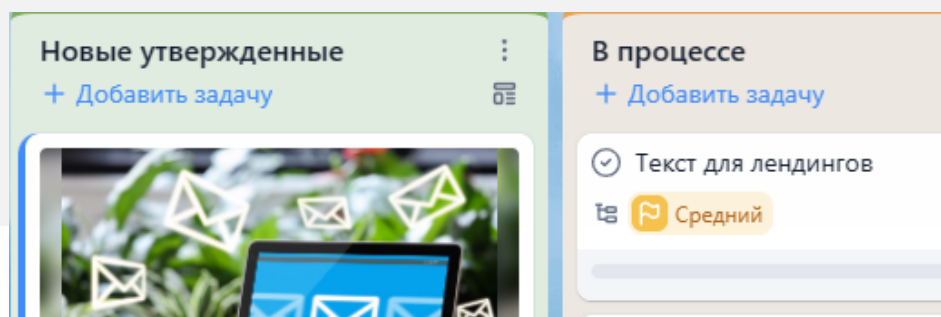 Новые утвержденные
+ Добавить задачу
В процессе
+ Добавить задачу
Текст для лендингов
Средний